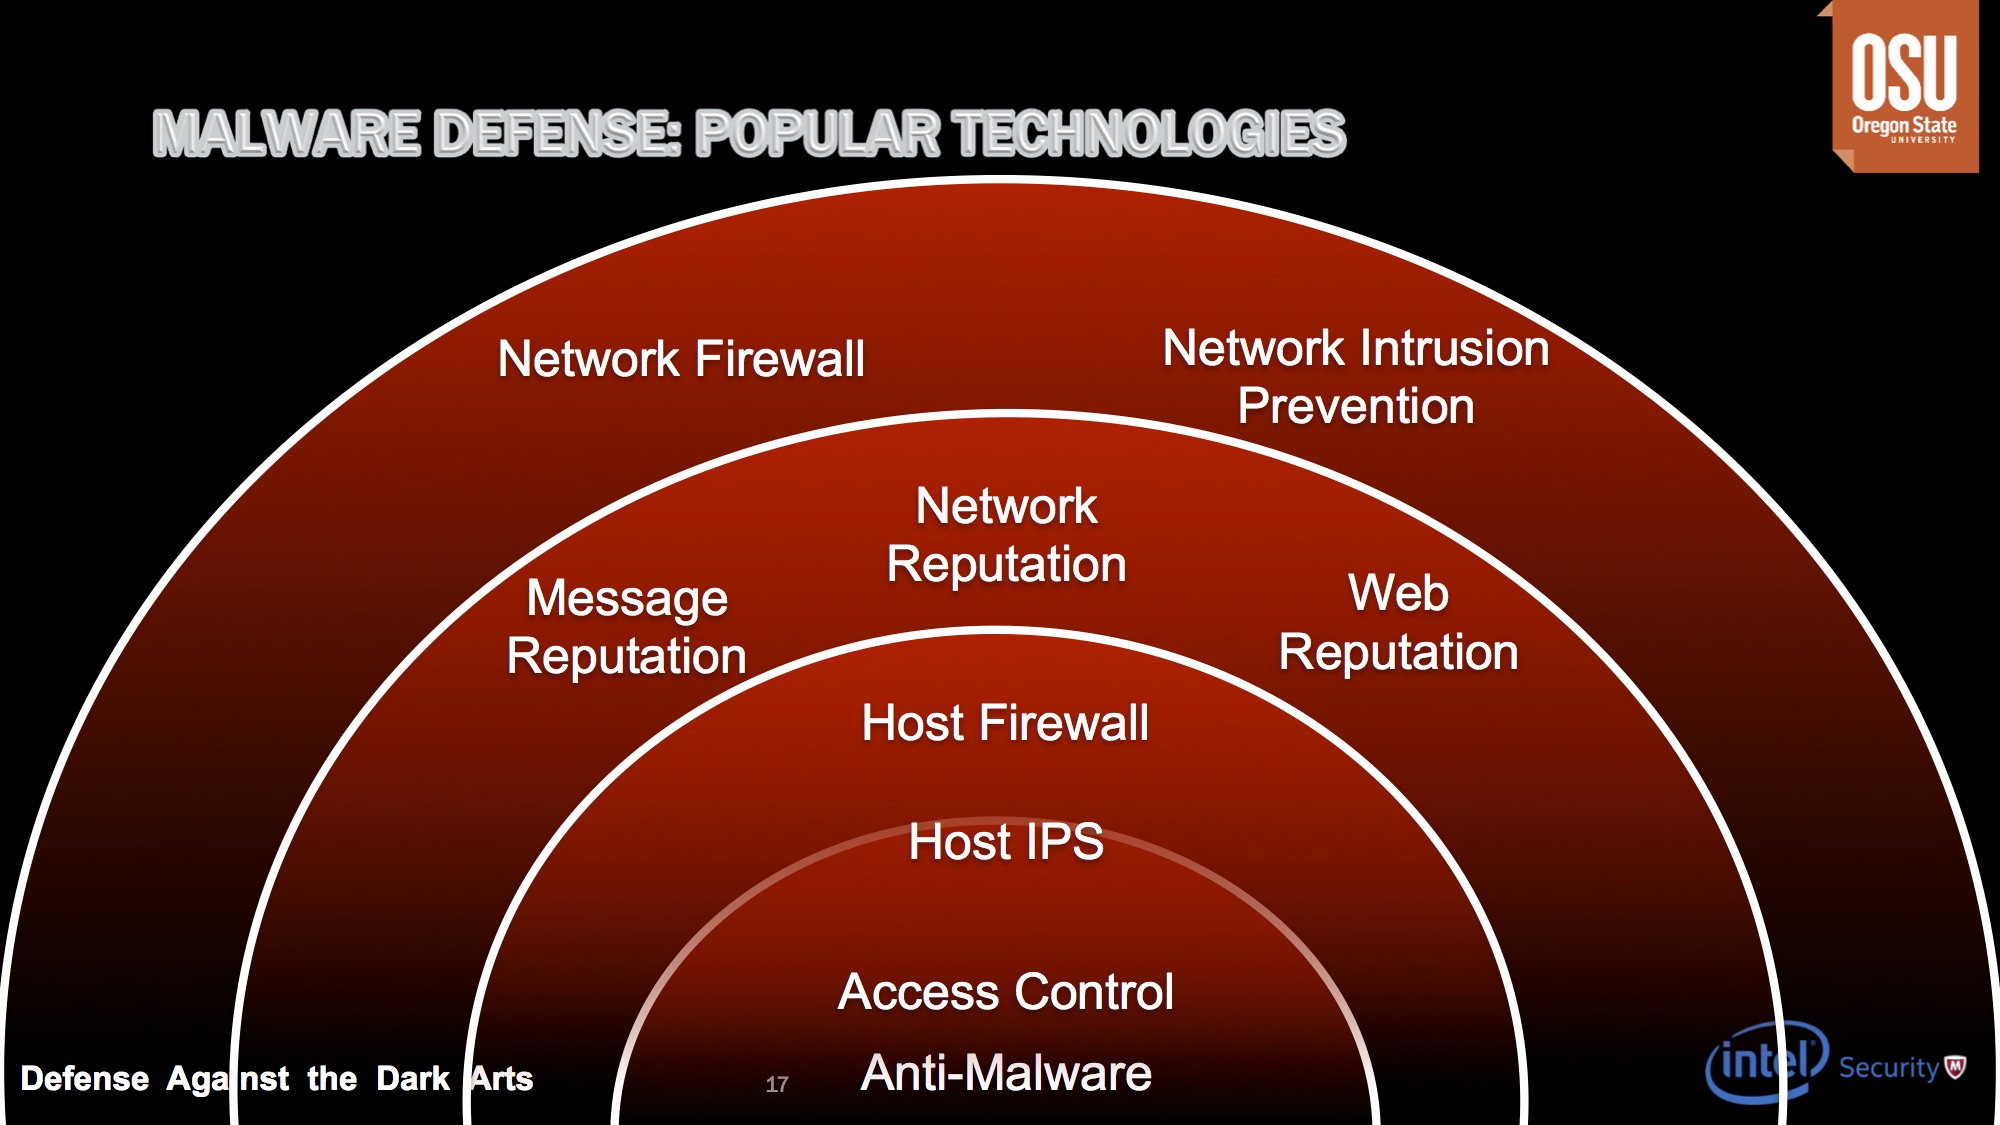 OSU
Oregon State
UNIVERSITY
MALWARE DEFENSE: POPULAR TECHNOLOGIES
Network Firewall
Network Intrusion
Prevention
Network
Reputation
Message
Reputation
Web
Reputation
Host Firewall
Host IPS
Access Control
Anti-Malware
Defense Against the Dark Arts
17
intel Security